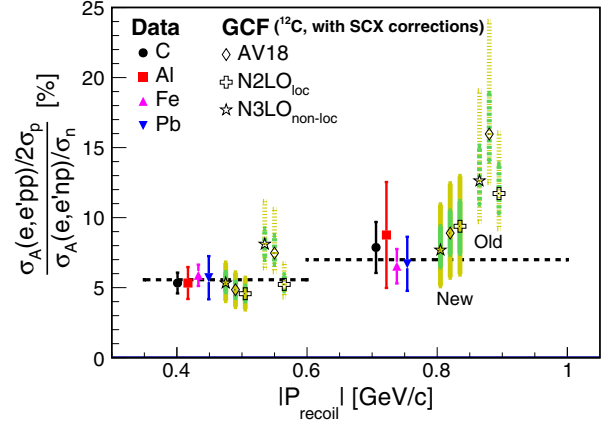 Data
C
Al
Fe
Pb
GCF (¹²C, with SCX corrections)
AV18
N2LO_loc
N3LO_non-loc
σ_A(e,e'pp)/2σ_p
σ_A(e,e'np)/σ_n
[%]
25
20
15
10
5
0
Old
New
0.4
0.6
0.8
1
|P_recoil| [GeV/c]